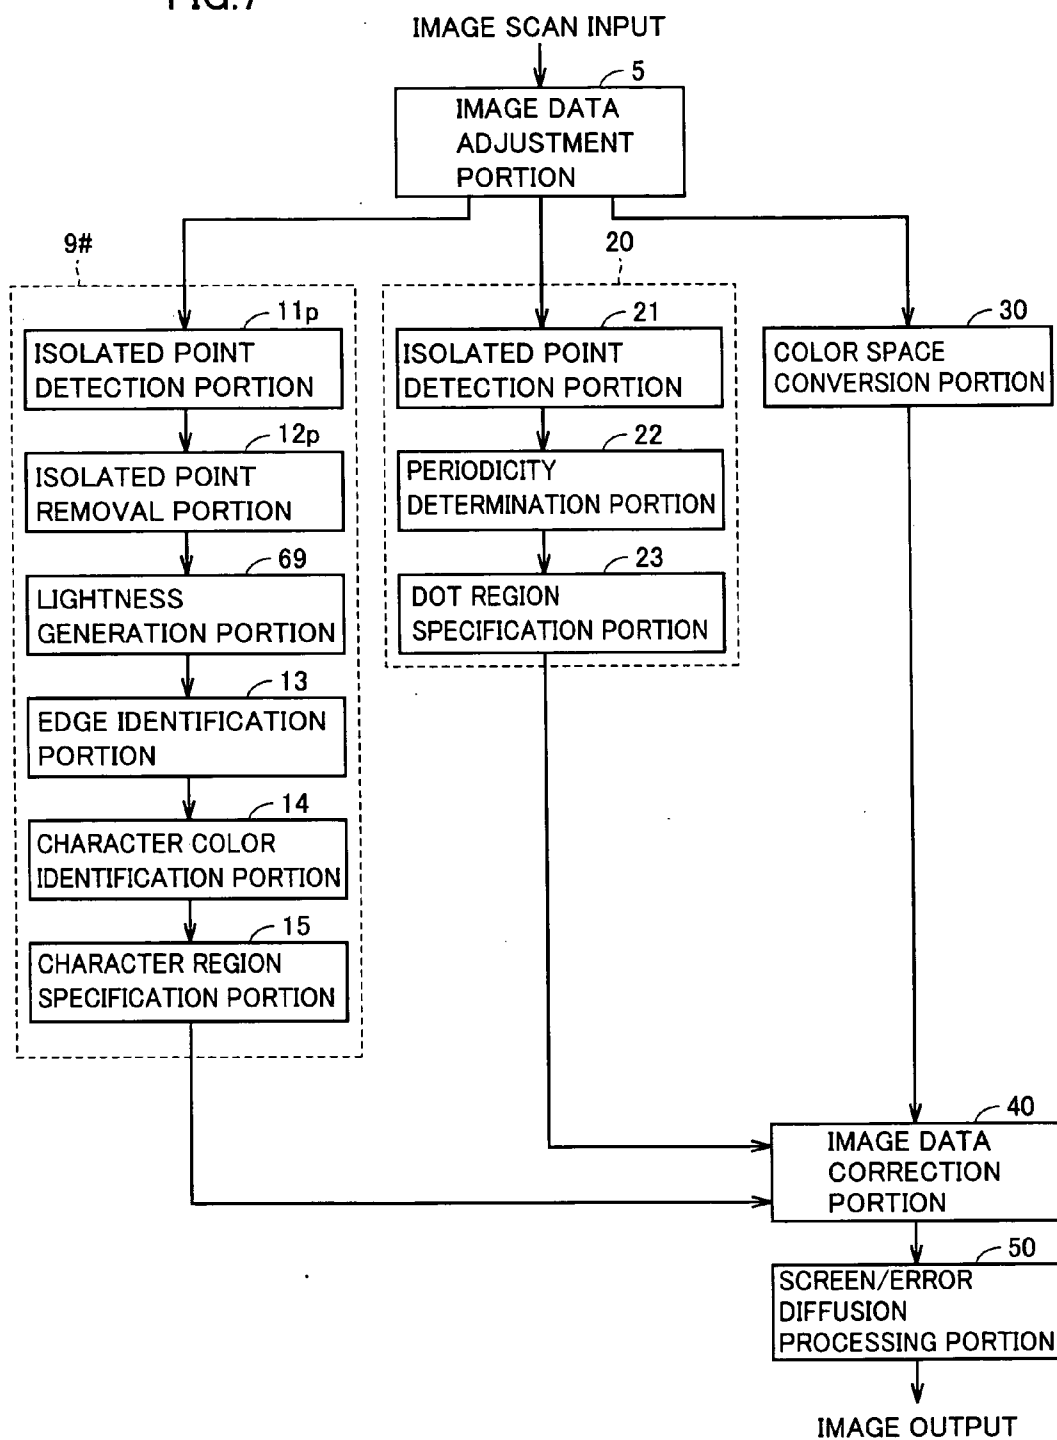 FIG.7
IMAGE SCAN INPUT
5
IMAGE DATA
ADJUSTMENT
PORTION
9#
20
11p
ISOLATED POINT
DETECTION PORTION
21
ISOLATED POINT
DETECTION PORTION
30
COLOR SPACE
CONVERSION PORTION
12p
ISOLATED POINT
REMOVAL PORTION
22
PERIODICITY
DETERMINATION PORTION
69
LIGHTNESS
GENERATION PORTION
23
DOT REGION
SPECIFICATION PORTION
13
EDGE IDENTIFICATION
PORTION
14
CHARACTER COLOR
IDENTIFICATION PORTION
15
CHARACTER REGION
SPECIFICATION PORTION
40
IMAGE DATA
CORRECTION
PORTION
50
SCREEN/ERROR
DIFFUSION
PROCESSING PORTION
IMAGE OUTPUT